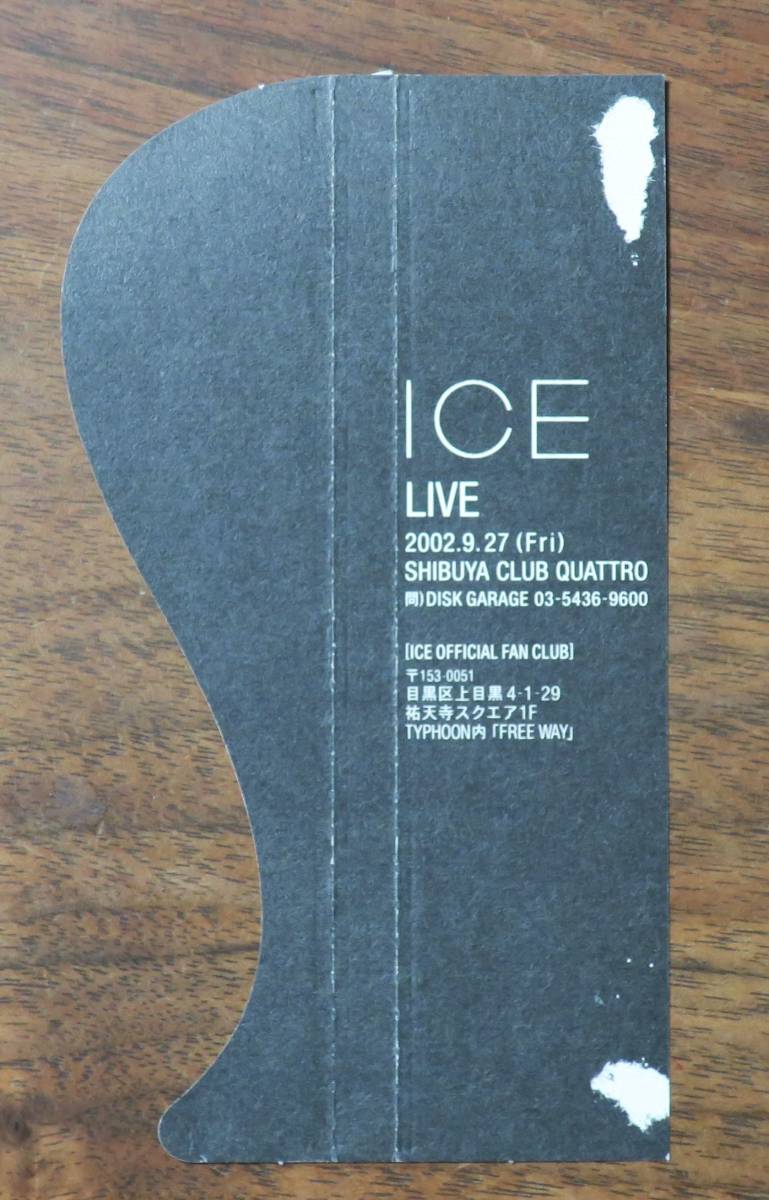 ICE
LIVE
2002.9.27 (Fri)
SHIBUYA CLUB QUATTRO
問) DISK GARAGE 03-5436-9600
[ICE OFFICIAL FAN CLUB]
〒153-0051
目黒区上目黒4-1-29
祐天寺スクエア1F
TYPHOON内「FREE WAY」